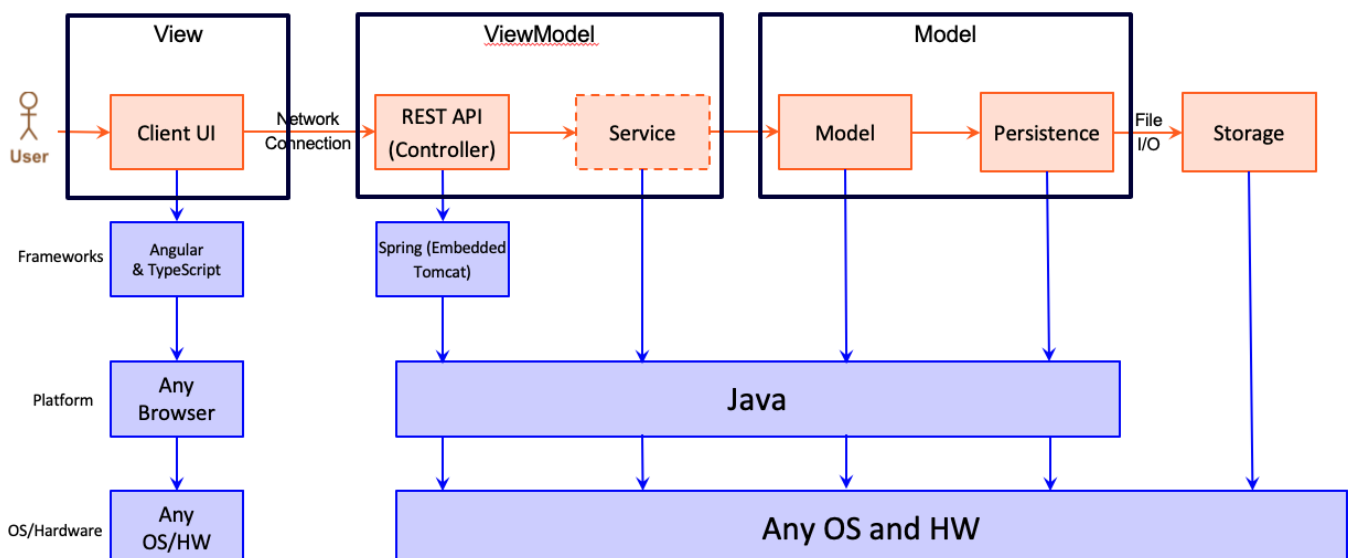 View
ViewModel
Model
User
Client UI
Network
Connection
REST API
(Controller)
Service
Model
Persistence
File
I/O
Storage
Frameworks
Angular
& TypeScript
Spring (Embedded
Tomcat)
Platform
Any
Browser
Java
OS/Hardware
Any
OS/HW
Any OS and HW